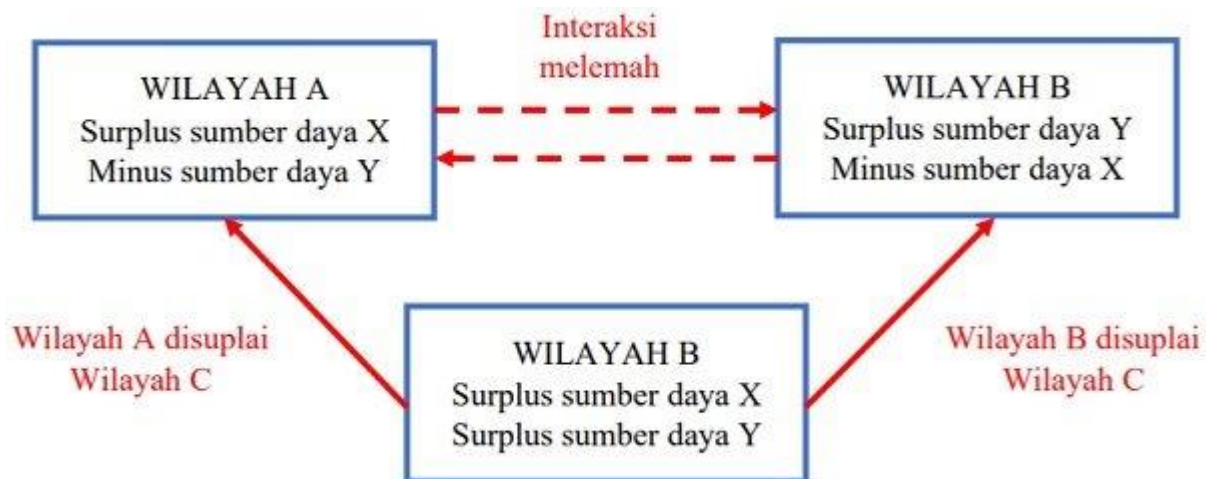 Interaksi
melemah
WILAYAH A
Surplus sumber daya X
Minus sumber daya Y
WILAYAH B
Surplus sumber daya Y
Minus sumber daya X
Wilayah A disuplai
Wilayah C
WILAYAH B
Surplus sumber daya X
Surplus sumber daya Y
Wilayah B disuplai
Wilayah C